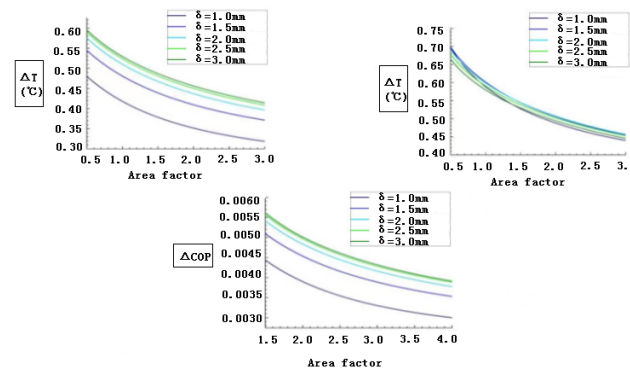 δ=1.0mm
δ=1.5mm
δ=2.0mm
δ=2.5mm
δ=3.0mm
0.60
0.55
0.50
0.45
0.40
0.35
0.30
△T
(℃)
0.5 1.0 1.5 2.0 2.5 3.0
Area factor
δ=1.0mm
δ=1.5mm
δ=2.0mm
δ=2.5mm
δ=3.0mm
0.75
0.70
0.65
0.60
0.55
0.50
0.45
0.40
△T
(℃)
0.5 1.0 1.5 2.0 2.5 3.
Area factor
δ=1.0mm
δ=1.5mm
δ=2.0mm
δ=2.5mm
δ=3.0mm
0.0060
0.0055
0.0050
0.0045
0.0040
0.0035
0.0030
△COP
1.5 2.0 2.5 3.0 3.5 4.0
Area factor